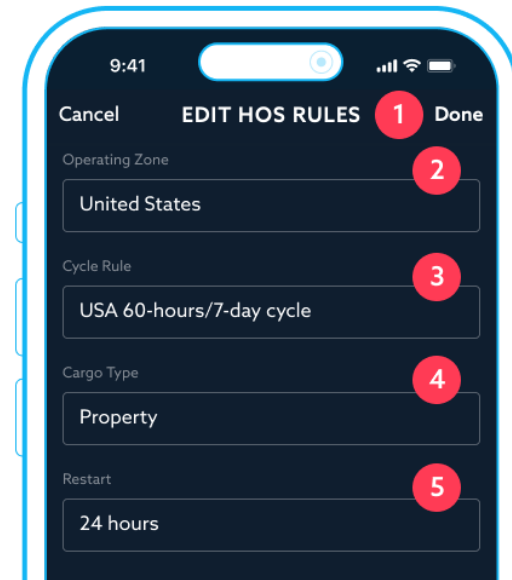 9:41
Cancel EDIT HOS RULES 1 Done
Operating Zone
2
United States
Cycle Rule
3
USA 60-hours/7-day cycle
Cargo Type
4
Property
Restart
5
24 hours